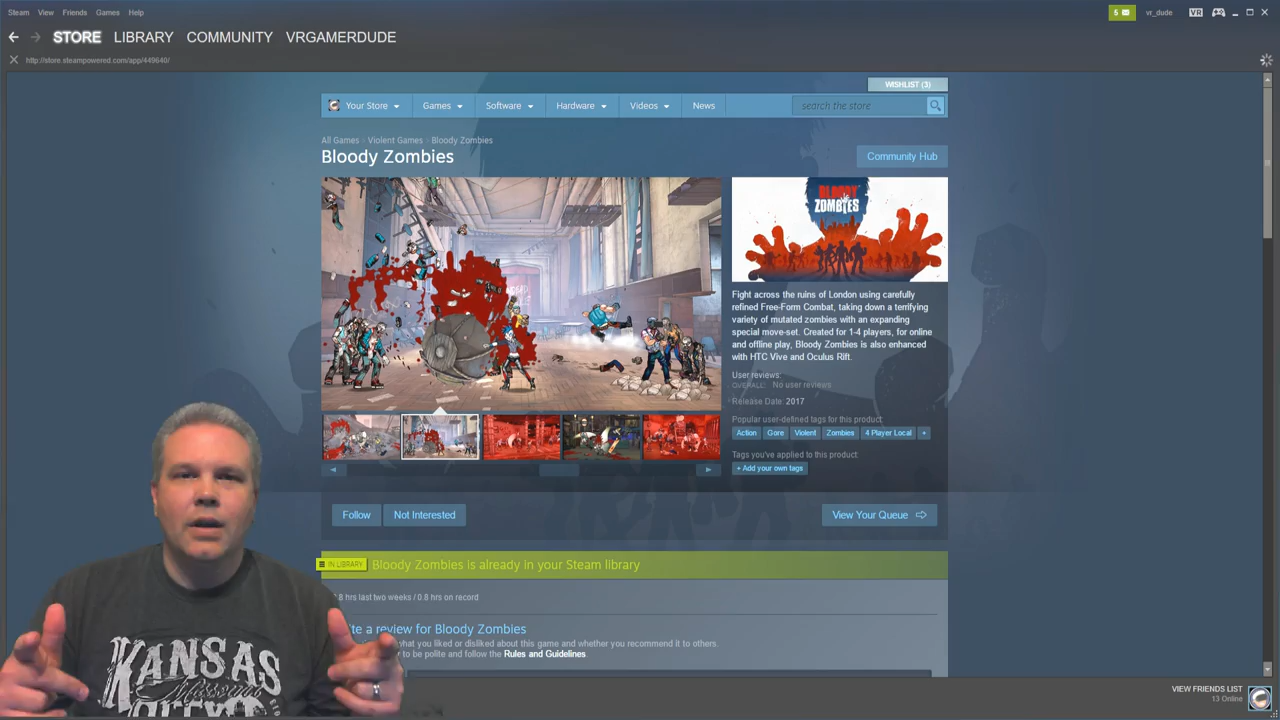 Steam View Friends Games Help
5 vr_dude VR
STORE LIBRARY COMMUNITY VRGAMERDUDE
http://store.steampowered.com/app/449640/
WISHLIST (3)
Your Store Games Software Hardware Videos News search the store
All Games > Violent Games > Bloody Zombies
Bloody Zombies
Community Hub
BLOODY
ZOMBIES
Fight across the ruins of London using carefully
refined Free-Form Combat, taking down a terrifying
variety of mutated zombies with an expanding
special move-set. Created for 1-4 players, for online
and offline play, Bloody Zombies is also enhanced
with HTC Vive and Oculus Rift.
User reviews:
OVERALL: No user reviews
Release Date: 2017
Popular user-defined tags for this product:
Action Gore Violent Zombies 4 Player Local +
Tags you've applied to this product:
+ Add your own tags
Follow Not Interested View Your Queue
IN LIBRARY Bloody Zombies is already in your Steam library
.8 hrs last two weeks / 0.8 hrs on record
te a review for Bloody Zombies
what you liked or disliked about this game and whether you recommend it to others.
to be polite and follow the Rules and Guidelines.
KANSAS
Missouri
VIEW FRIENDS LIST
13 Online